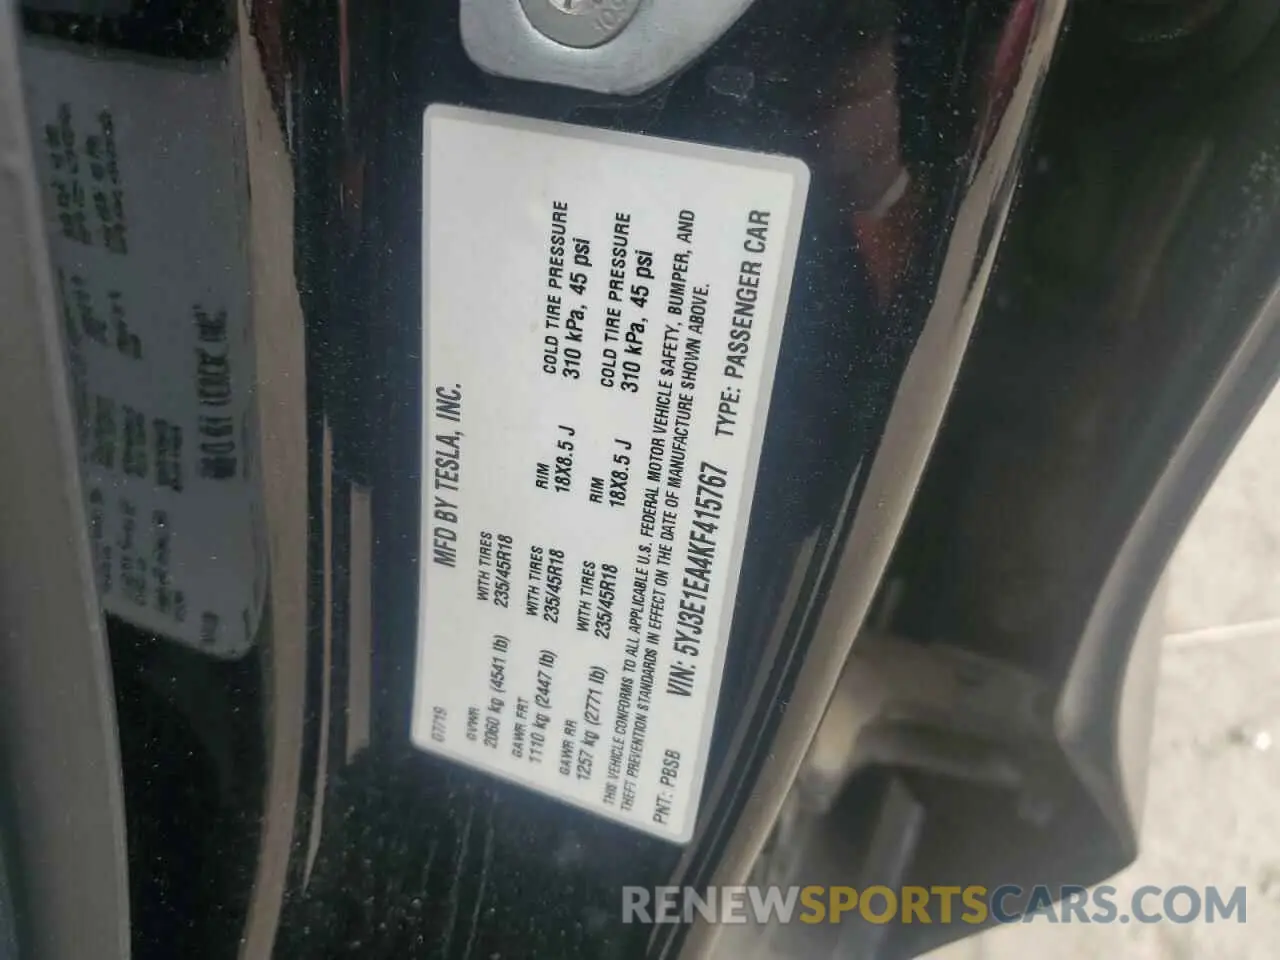 MFD BY TESLA, INC.
07/19
GVWR
2060 kg (4541 lb)
WITH TIRES
235/45R18
RIM
18X8.5 J
COLD TIRE PRESSURE
310 kPa, 45 psi
GAWR FRT
1110 kg (2447 lb)
WITH TIRES
235/45R18
RIM
18X8.5 J
COLD TIRE PRESSURE
310 kPa, 45 psi
GAWR RR
1257 kg (2771 lb)
WITH TIRES
235/45R18
THIS VEHICLE CONFORMS TO ALL APPLICABLE U.S. FEDERAL MOTOR VEHICLE SAFETY, BUMPER, AND
THEFT PREVENTION STANDARDS IN EFFECT ON THE DATE OF MANUFACTURE SHOWN ABOVE.
PNT: PBSB VIN: 5YJ3E1EA4KF415767 TYPE: PASSENGER CAR
RENEWSPORTSCARS.COM